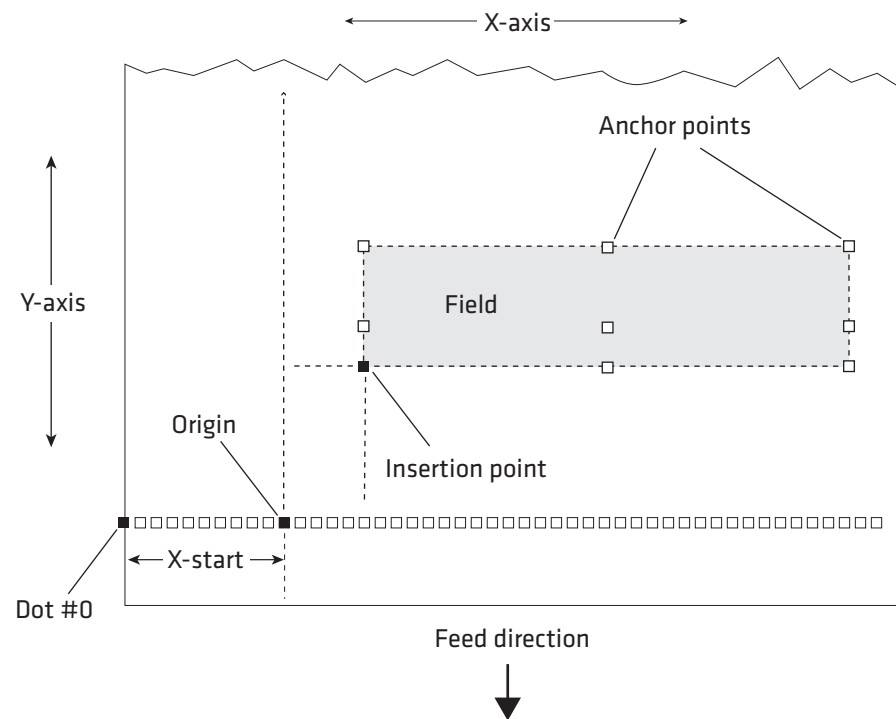 X-axis
Anchor points
Y-axis
Field
Origin
Insertion point
X-start
Dot #0
Feed direction